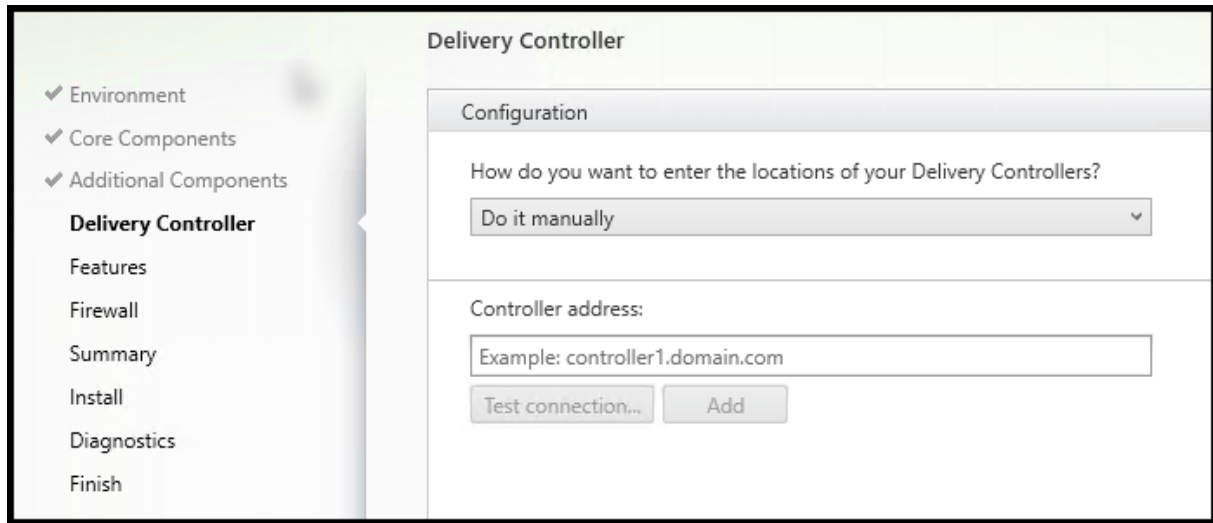 Delivery Controller
Environment
Core Components
Additional Components
Delivery Controller
Features
Firewall
Summary
Install
Diagnostics
Finish
Configuration
How do you want to enter the locations of your Delivery Controllers?
Do it manually
Controller address:
Example: controller1.domain.com
Test connection... Add